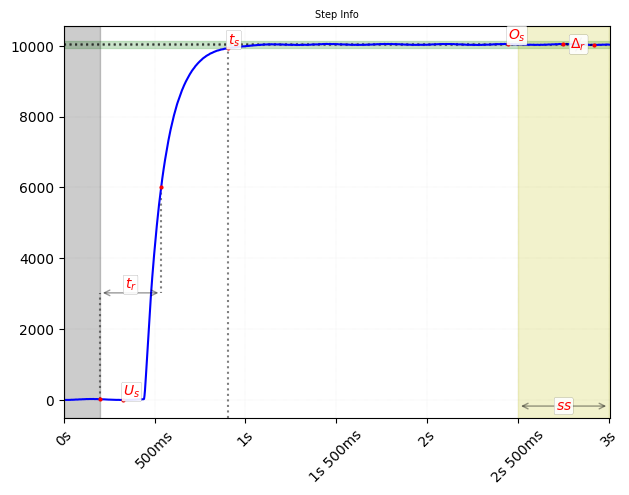 Step Info
10000
8000
6000
4000
2000
0
t_s
O_s
Δ_r
t_r
U_s
ss
0s
500ms
1s
1s 500ms
2s
2s 500ms
3s